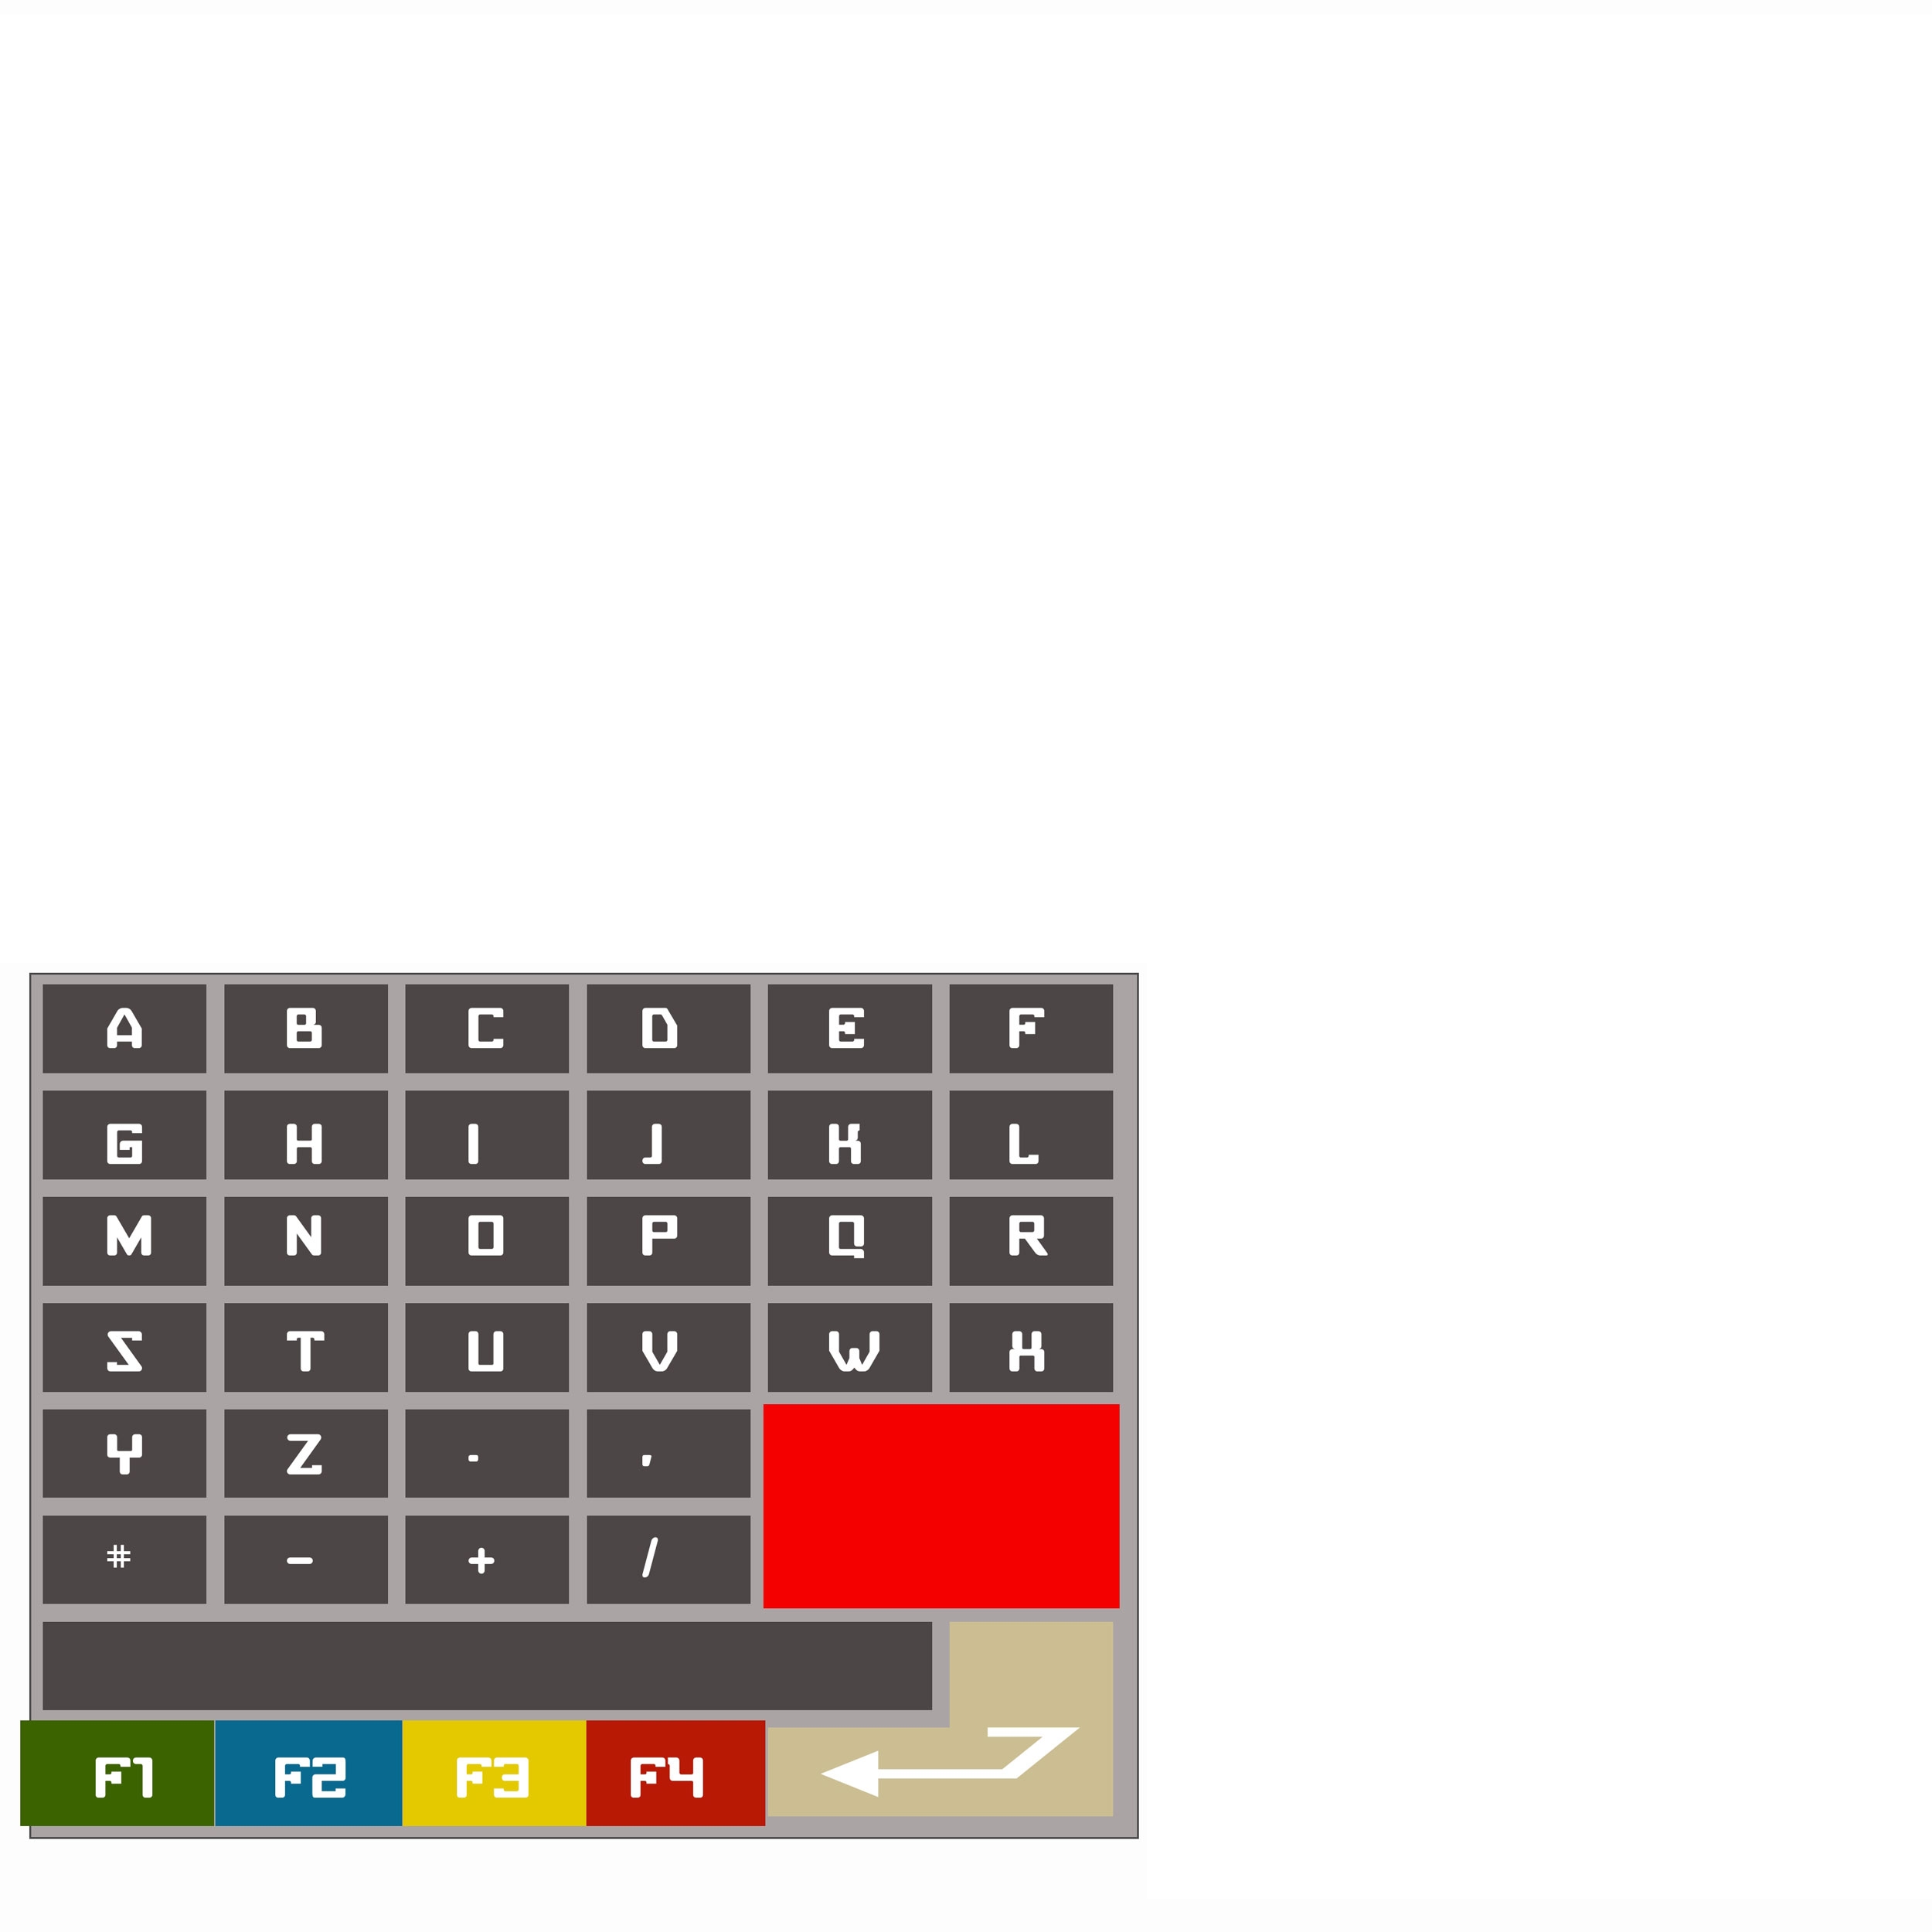 A B C D E F
G H I J K L
M N O P Q R
S T U V W X
Y Z . ,
# - + /
F1 F2 F3 F4